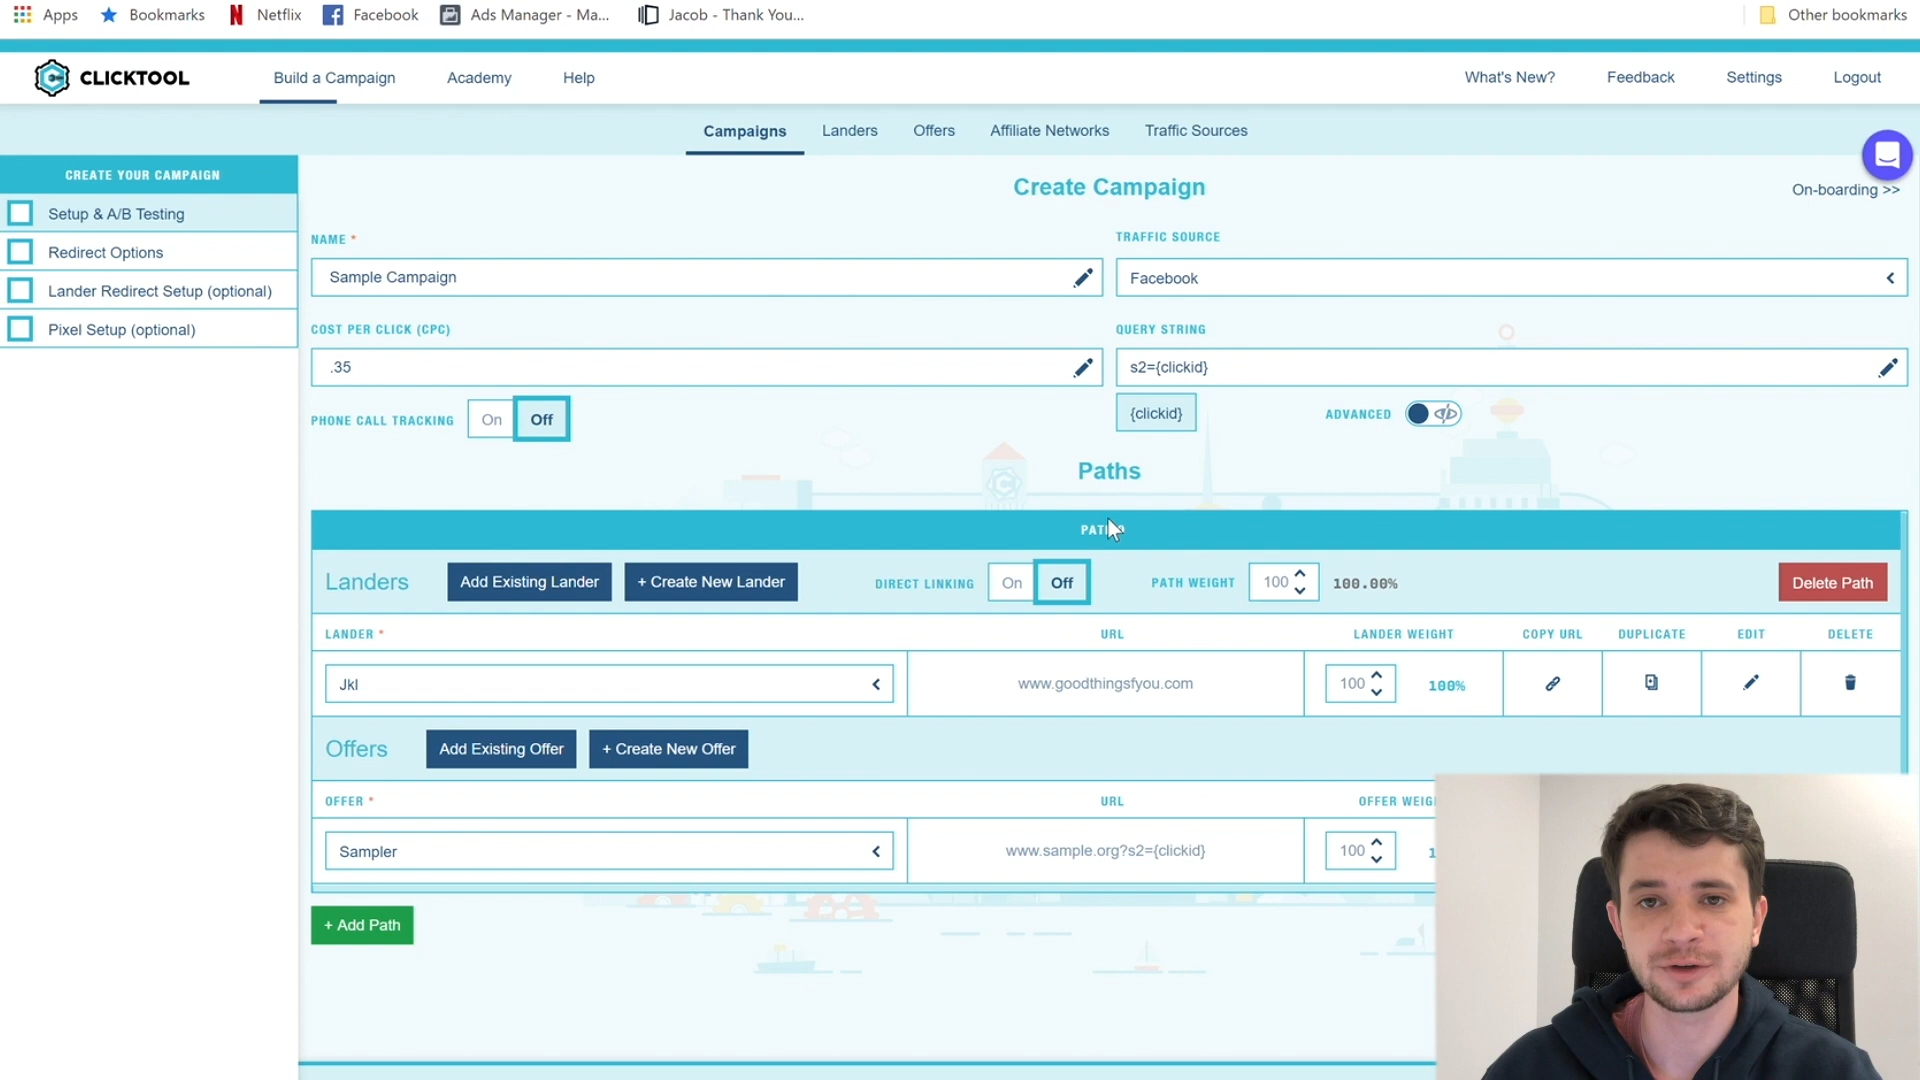 Apps Bookmarks Netflix Facebook Ads Manager - Ma... Jacob - Thank You... Other bookmarks
CLICKTOOL Build a Campaign Academy Help What's New? Feedback Settings Logout
Campaigns Landers Offers Affiliate Networks Traffic Sources
CREATE YOUR CAMPAIGN
Setup & A/B Testing
Redirect Options
Lander Redirect Setup (optional)
Pixel Setup (optional)
Create Campaign
On-boarding >>
NAME * TRAFFIC SOURCE
Sample Campaign Facebook
COST PER CLICK (CPC) QUERY STRING
.35 s2={clickid}
PHONE CALL TRACKING On Off {clickid} ADVANCED
Paths
Landers Add Existing Lander + Create New Lander DIRECT LINKING On Off PATH WEIGHT 100 100.00% Delete Path
LANDER * URL LANDER WEIGHT COPY URL DUPLICATE EDIT DELETE
Jkl www.goodthingsfyou.com 100 100%
Offers Add Existing Offer + Create New Offer
OFFER * URL OFFER
Sampler www.sample.org?s2={clickid} 100
+ Add Path